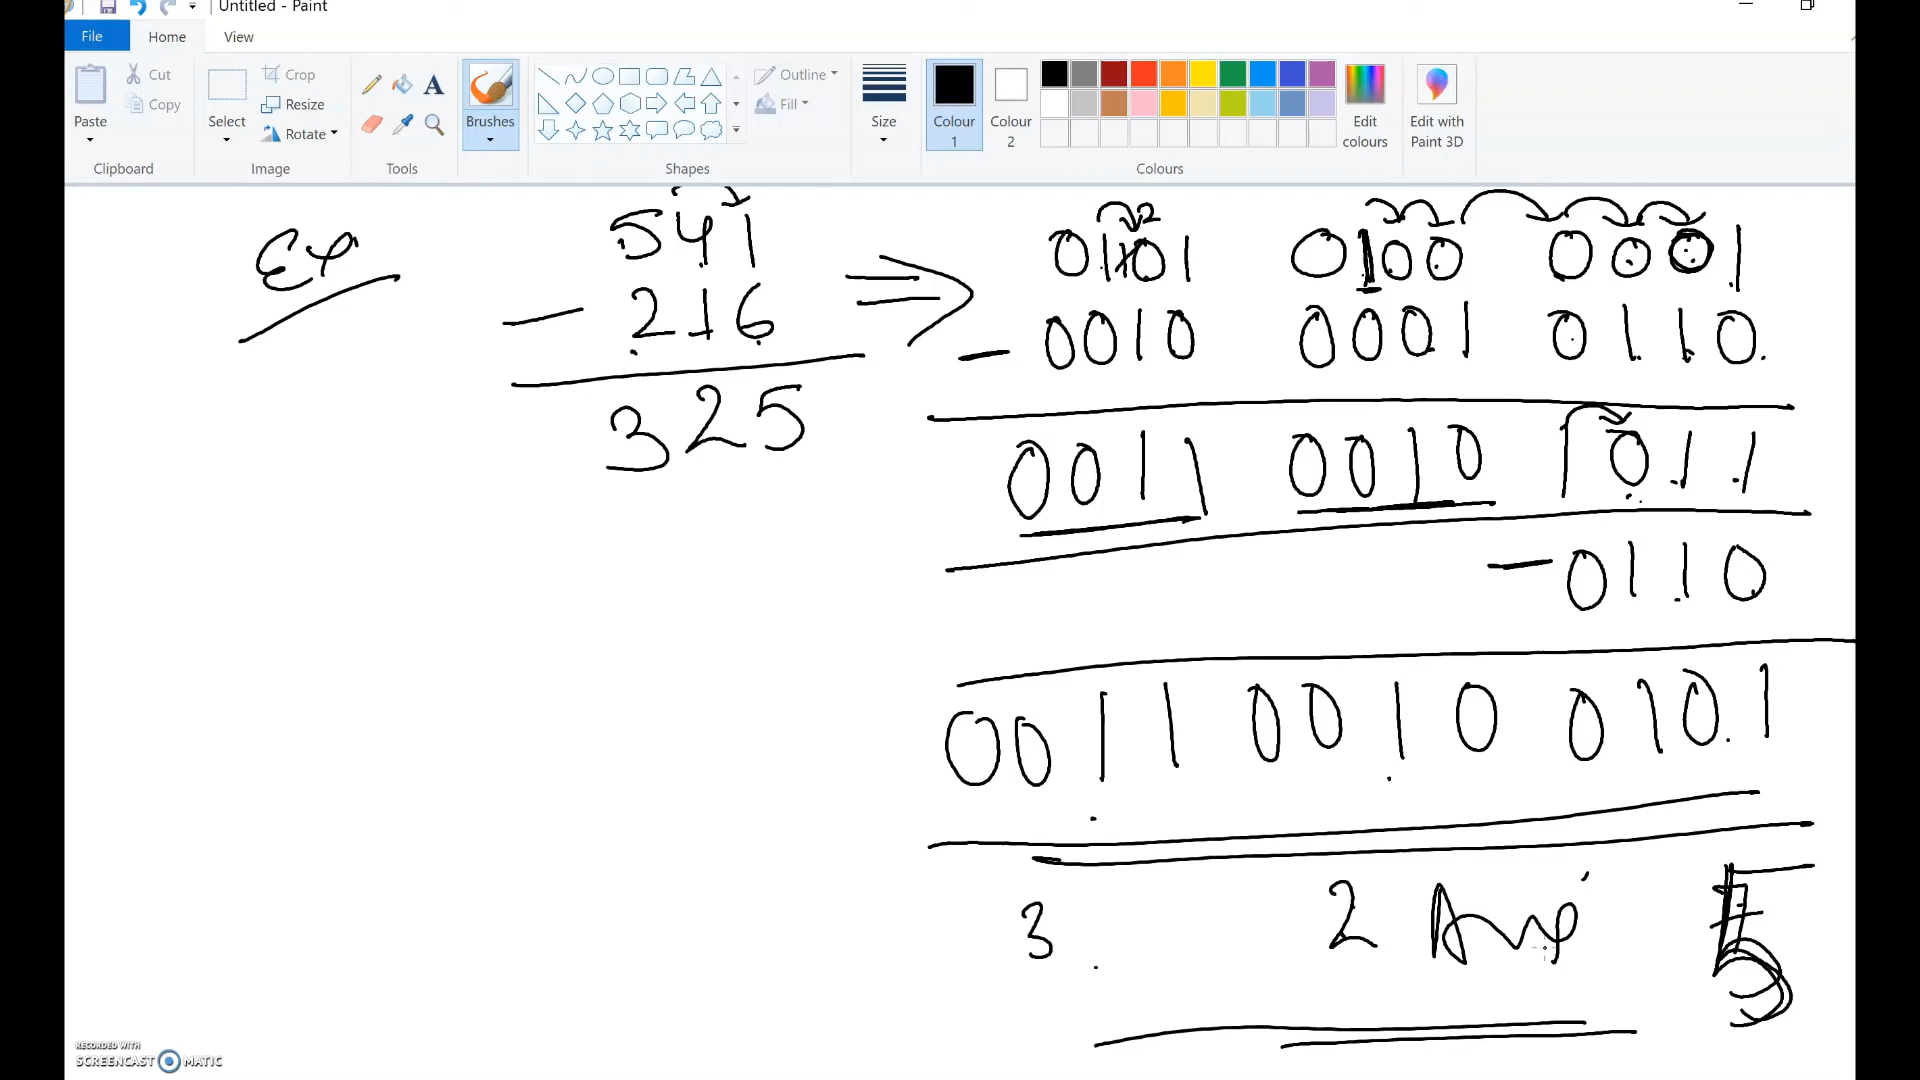 Untitled - Paint
File Home View
Paste Cut Copy Clipboard
Select Crop Resize Rotate Image
Tools
Brushes
Shapes Outline Fill
Size
Colour 1 Colour 2 Colours
Edit colours
Edit with Paint 3D
Ex
541 ⇒ 0101 0100 0001
2
- 216 - 0010 0001 0110
325 0011 0010 1011
- 0110
0011 0010 0101
3 2 Ans 5
RECORDED WITH
SCREENCAST MATIC